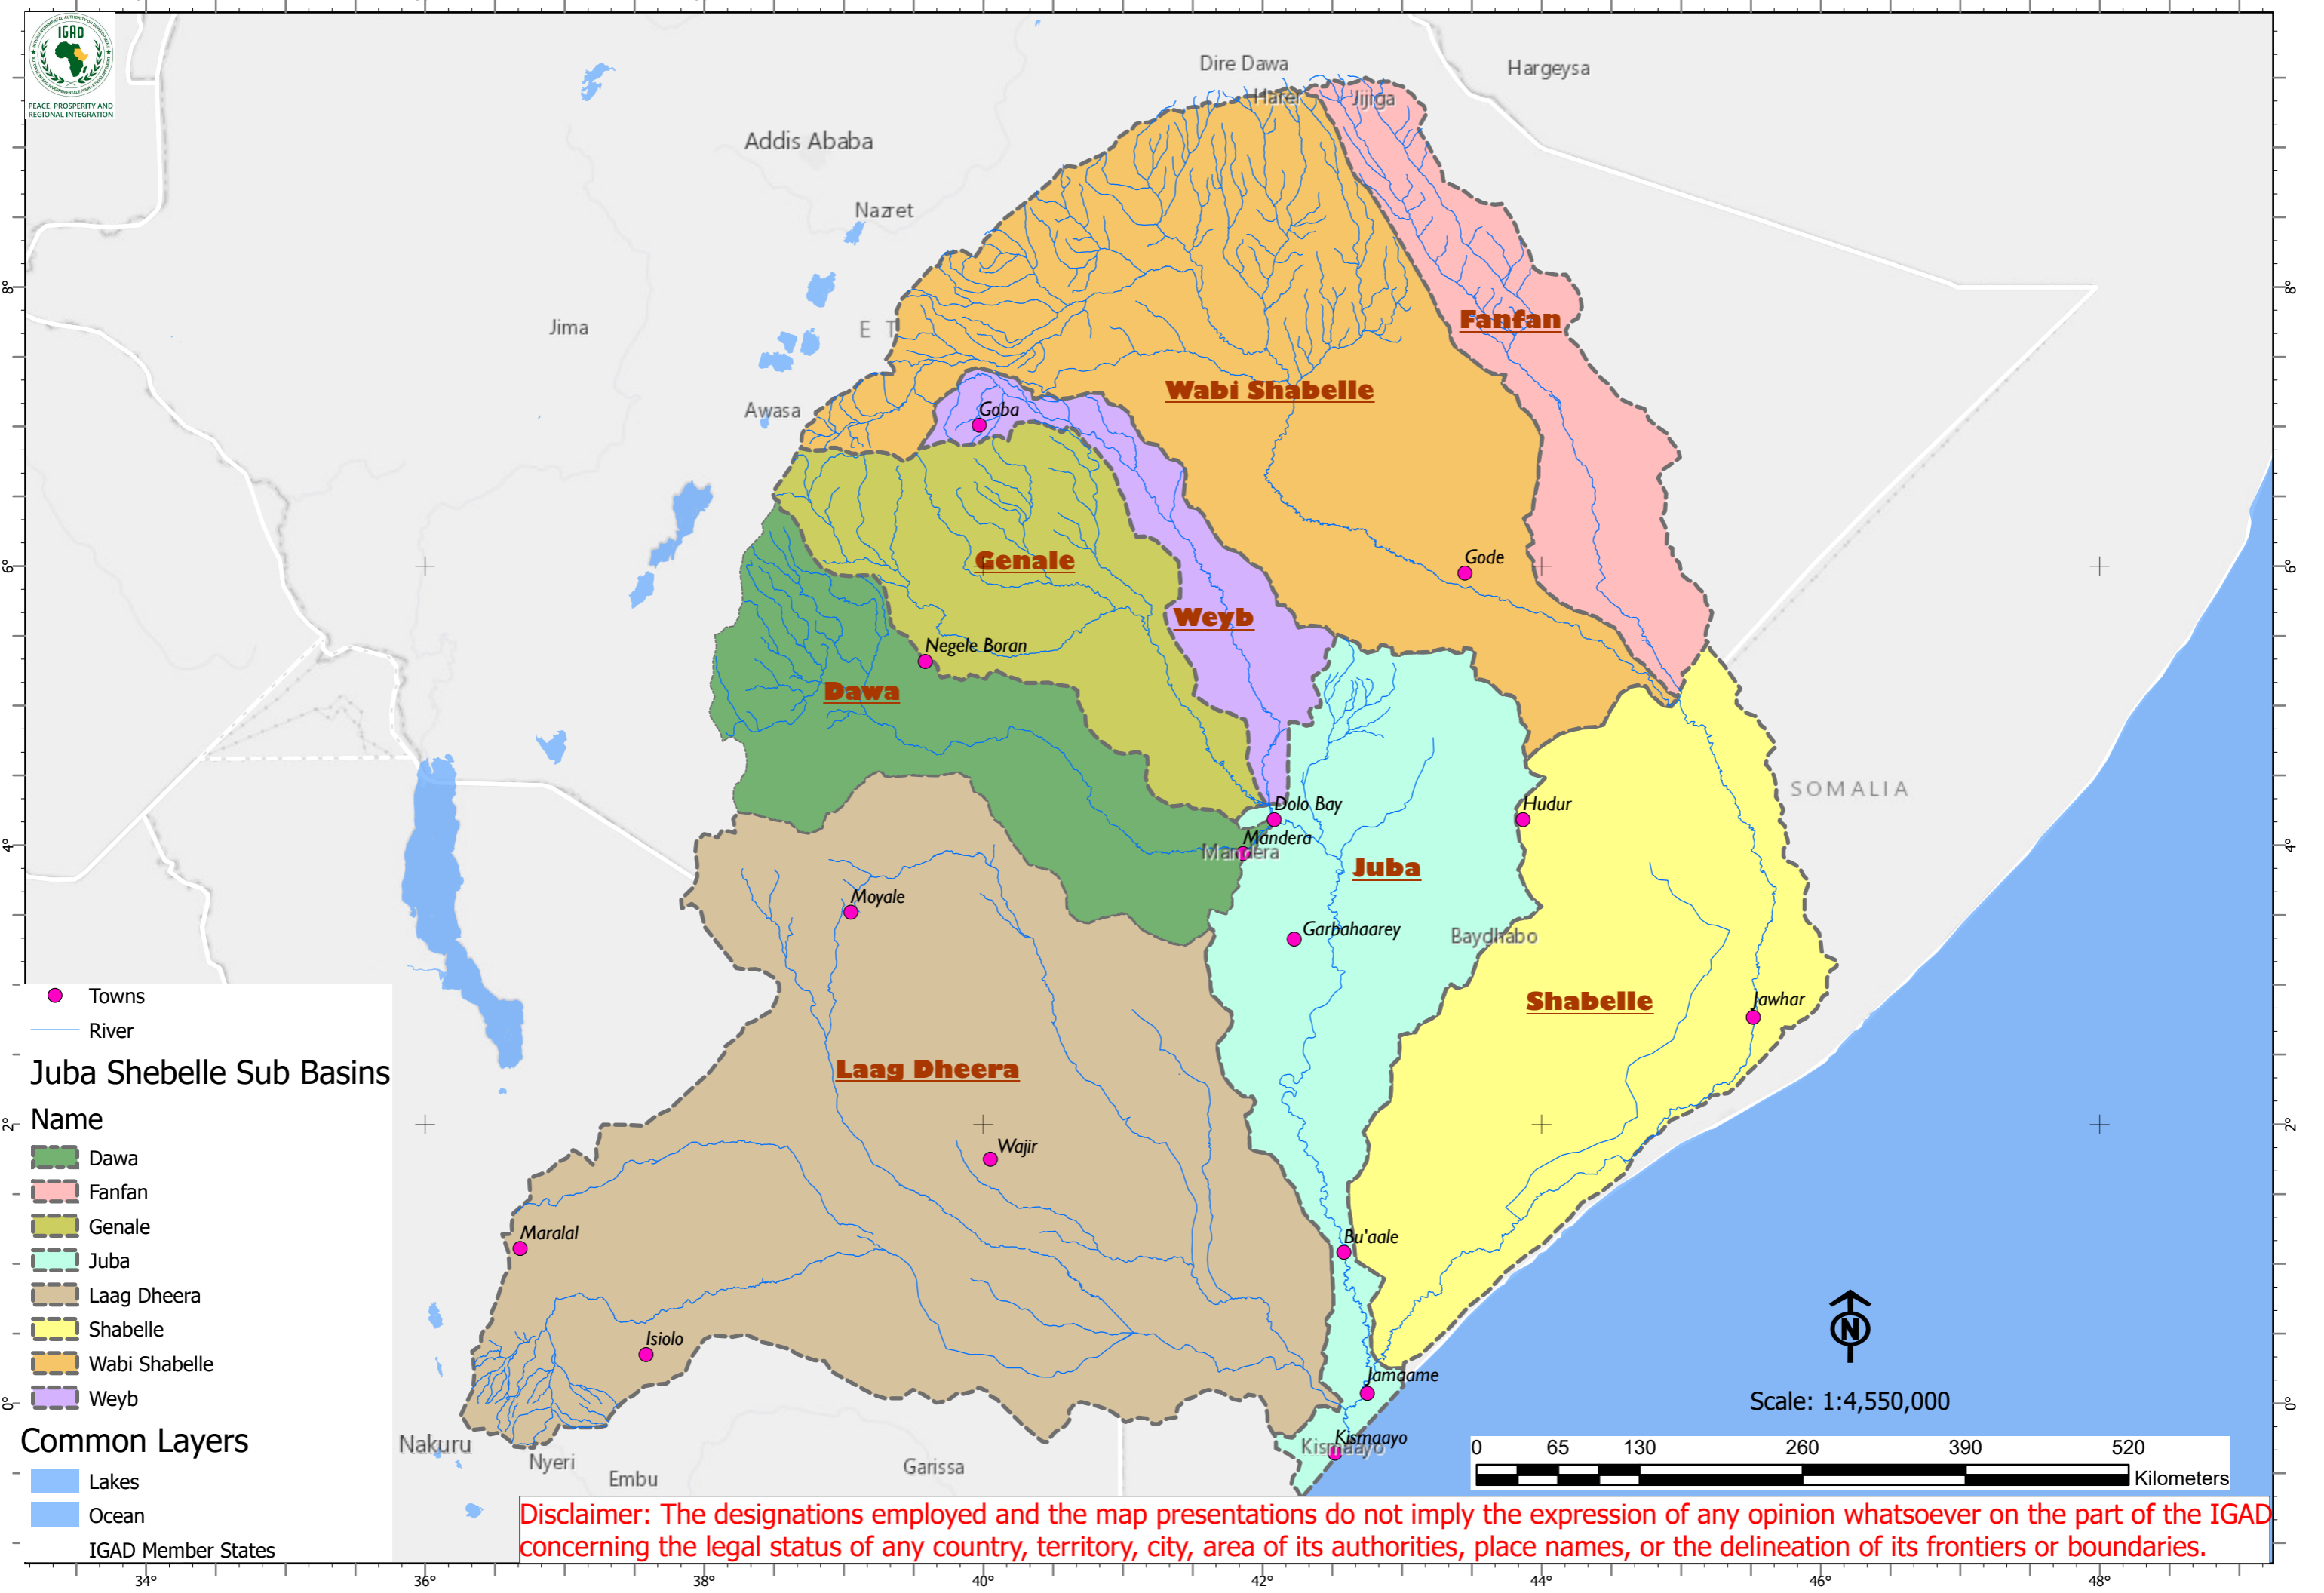 IGAD
PEACE, PROSPERITY AND
REGIONAL INTEGRATION
Dire Dawa
Hargeysa
Harer
Jijiga
Addis Ababa
Nazret
Jima
E T
Fanfan
Wabi Shabelle
Awasa
Goba
Genale
Gode
Weyb
Negele Boran
Dawa
SOMALIA
Dolo Bay
Hudur
Mandera
Mandera
Juba
Moyale
Garbahaarey
Baydhabo
Shabelle
Jawhar
Laag Dheera
Wajir
Maralal
Bu'aale
Isiolo
Jamaame
Kismaayo
Kismaayo
Nakuru
Nyeri
Embu
Garissa
Towns
River
Juba Shebelle Sub Basins
Name
Dawa
Fanfan
Genale
Juba
Laag Dheera
Shabelle
Wabi Shabelle
Weyb
Common Layers
Lakes
Ocean
IGAD Member States
N
Scale: 1:4,550,000
0 65 130 260 390 520
Kilometers
Disclaimer: The designations employed and the map presentations do not imply the expression of any opinion whatsoever on the part of the IGAD
concerning the legal status of any country, territory, city, area of its authorities, place names, or the delineation of its frontiers or boundaries.
8°
6°
4°
2°
0°
8°
6°
4°
2°
0°
34° 36° 38° 40° 42° 44° 46° 48°